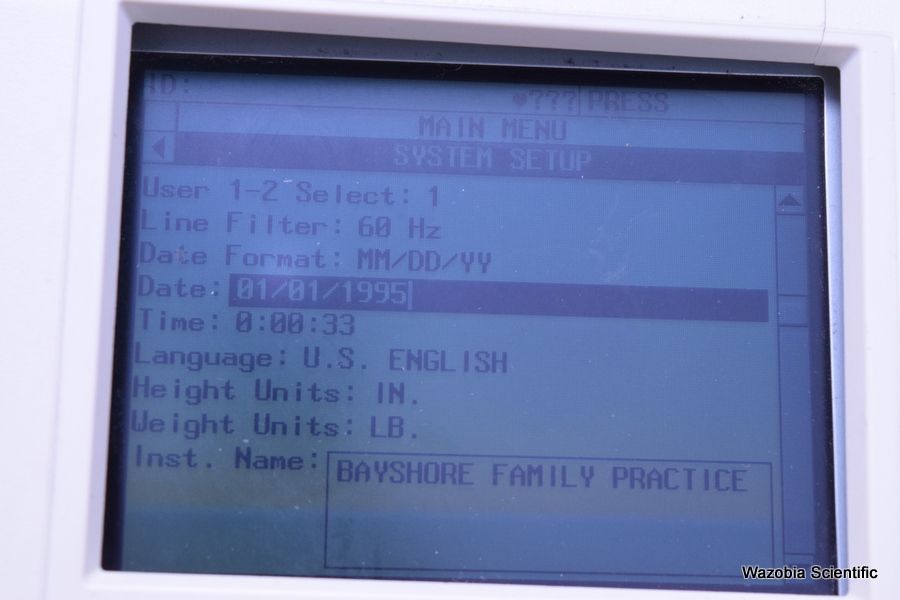 ID:
♥??? PRESS
MAIN MENU
SYSTEM SETUP
User 1-2 Select: 1
Line Filter: 60 Hz
Date Format: MM/DD/YY
Date: 01/01/1995
Time: 0:00:33
Language: U.S. ENGLISH
Height Units: IN.
Weight Units: LB.
Inst. Name: BAYSHORE FAMILY PRACTICE
Wazobia Scientific